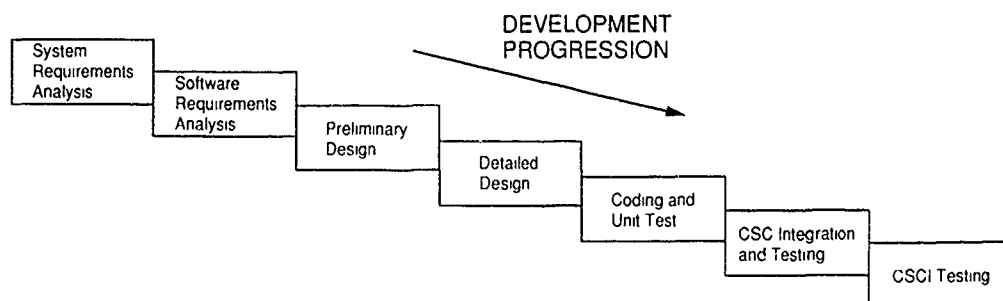 DEVELOPMENT
PROGRESSION
System
Requirements
Analysis
Software
Requirements
Analysis
Preliminary
Design
Detailed
Design
Coding and
Unit Test
CSC Integration
and Testing
CSCI Testing